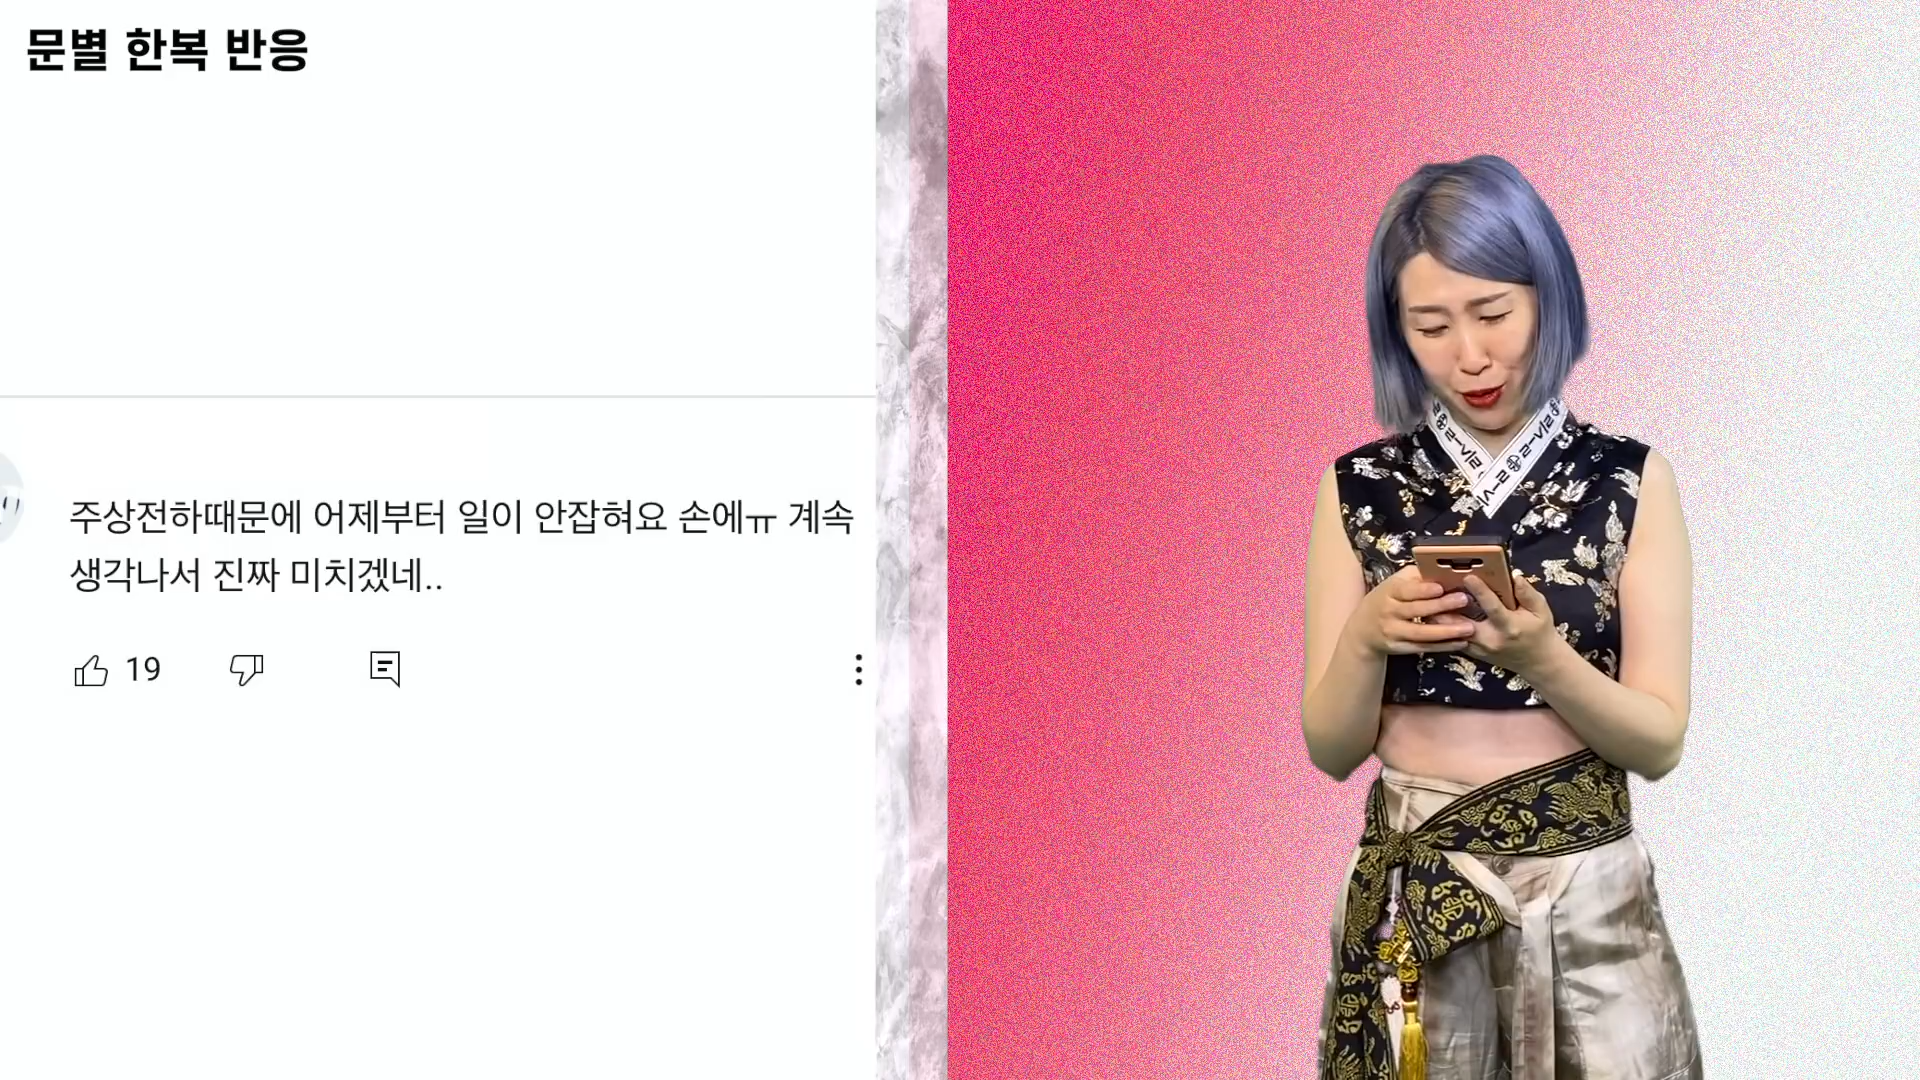 문별 한복 반응
주상전하때문에 어제부터 일이 안잡혀요 손에ㅠ 계속
생각나서 진짜 미치겠네..
19